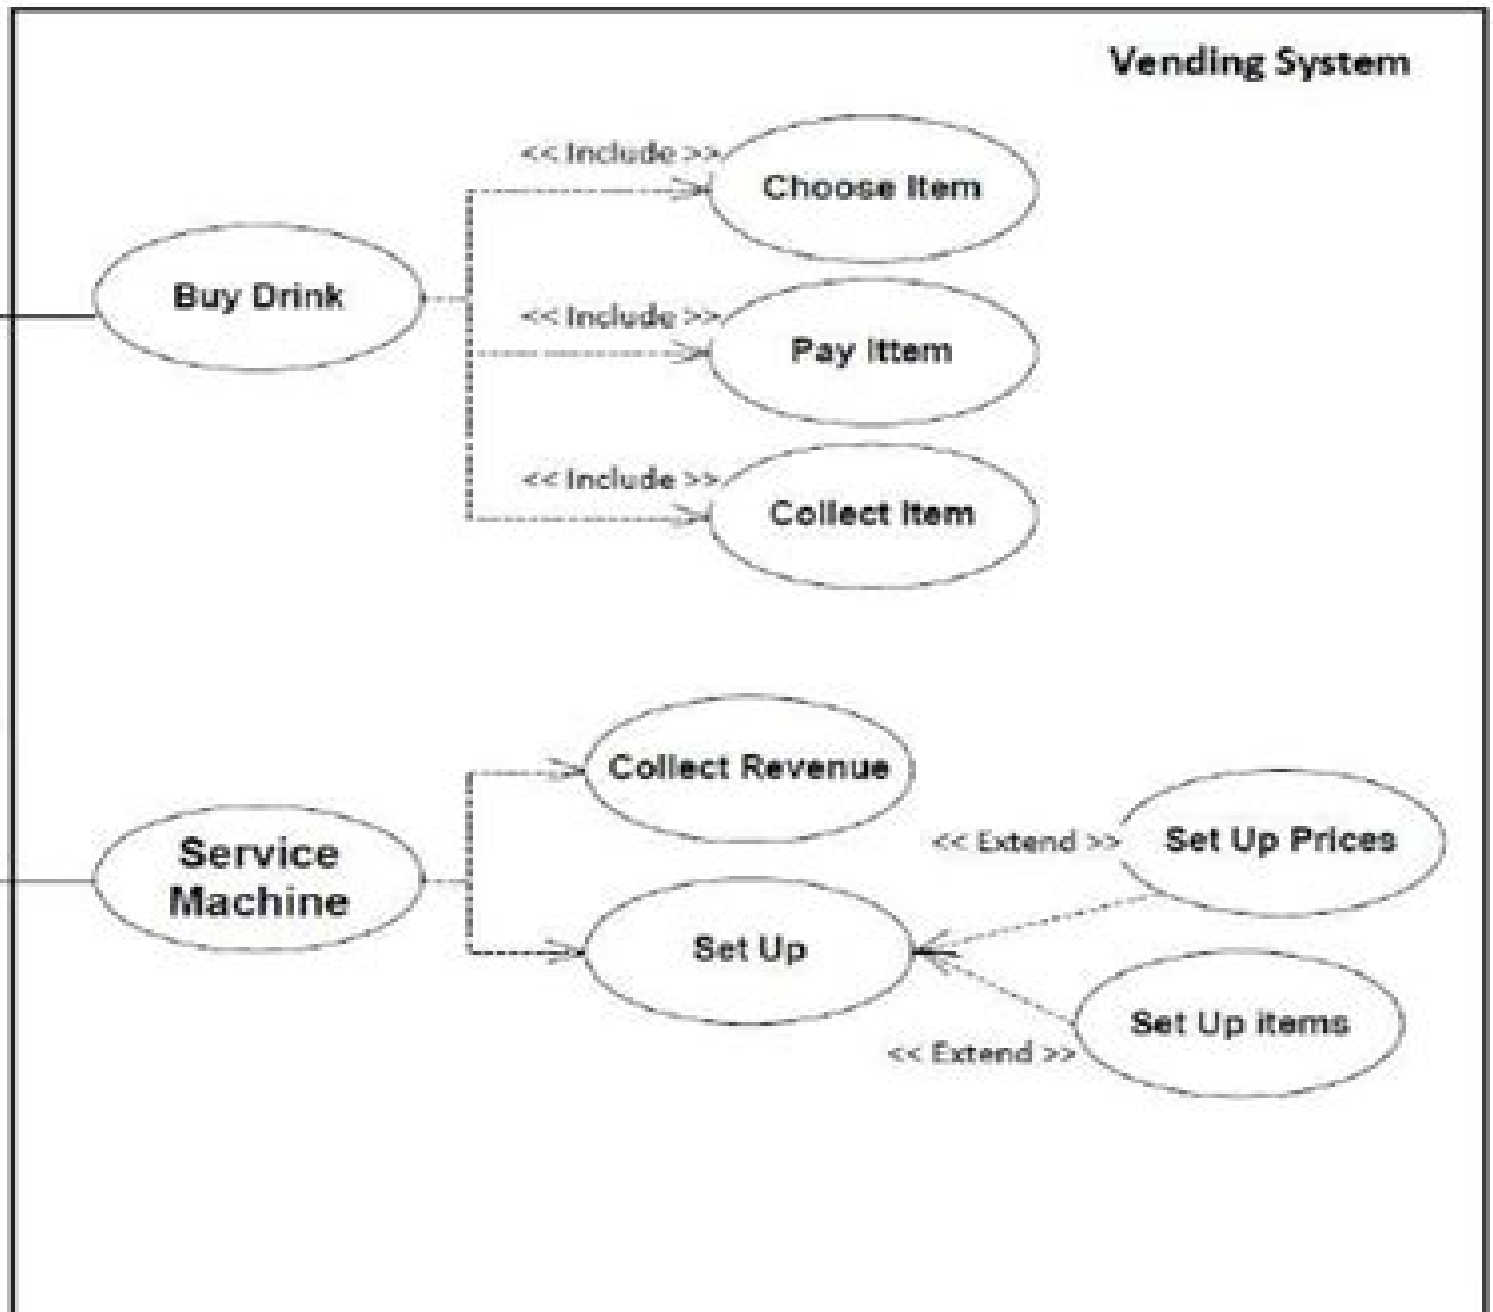 Vending System
<< Include >>
Choose Item
Buy Drink
<< Include >>
Pay Ittem
<< Include >>
Collect Item
Collect Revenue
Service
Machine
<< Extend >>
Set Up Prices
Set Up
Set Up items
<< Extend >>